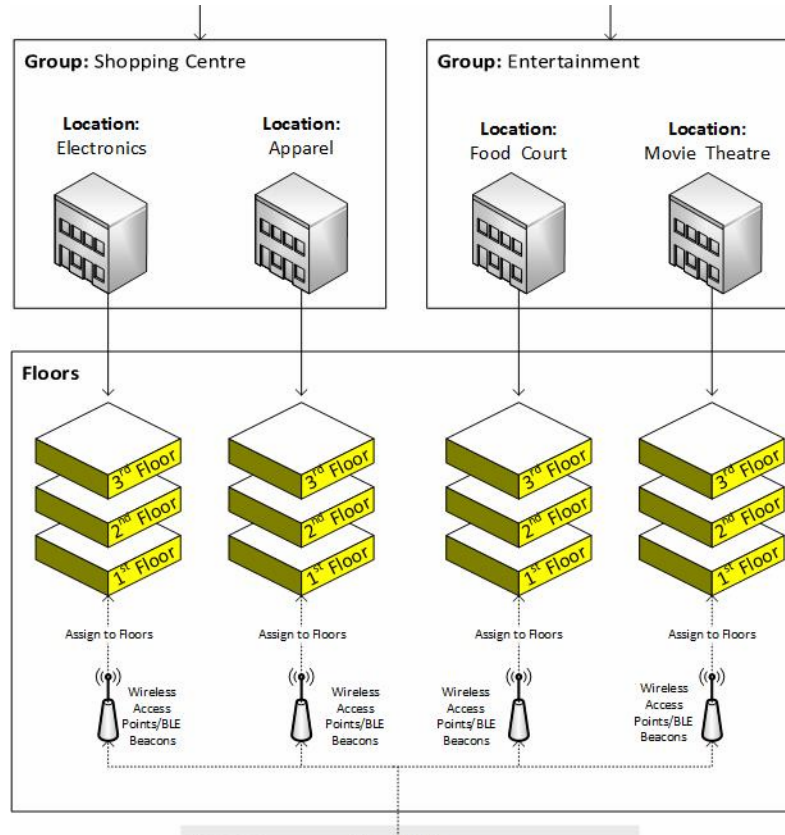 Group: Shopping Centre
Location:
Electronics
Location:
Apparel
Group: Entertainment
Location:
Food Court
Location:
Movie Theatre
Floors
3rd Floor
2nd Floor
1st Floor
3rd Floor
2nd Floor
1st Floor
3rd Floor
2nd Floor
1st Floor
3rd Floor
2nd Floor
1st Floor
Assign to Floors
Assign to Floors
Assign to Floors
Assign to Floors
Wireless
Access
Points/BLE
Beacons
Wireless
Access
Points/BLE
Beacons
Wireless
Access
Points/BLE
Beacons
Wireless
Access
Points/BLE
Beacons